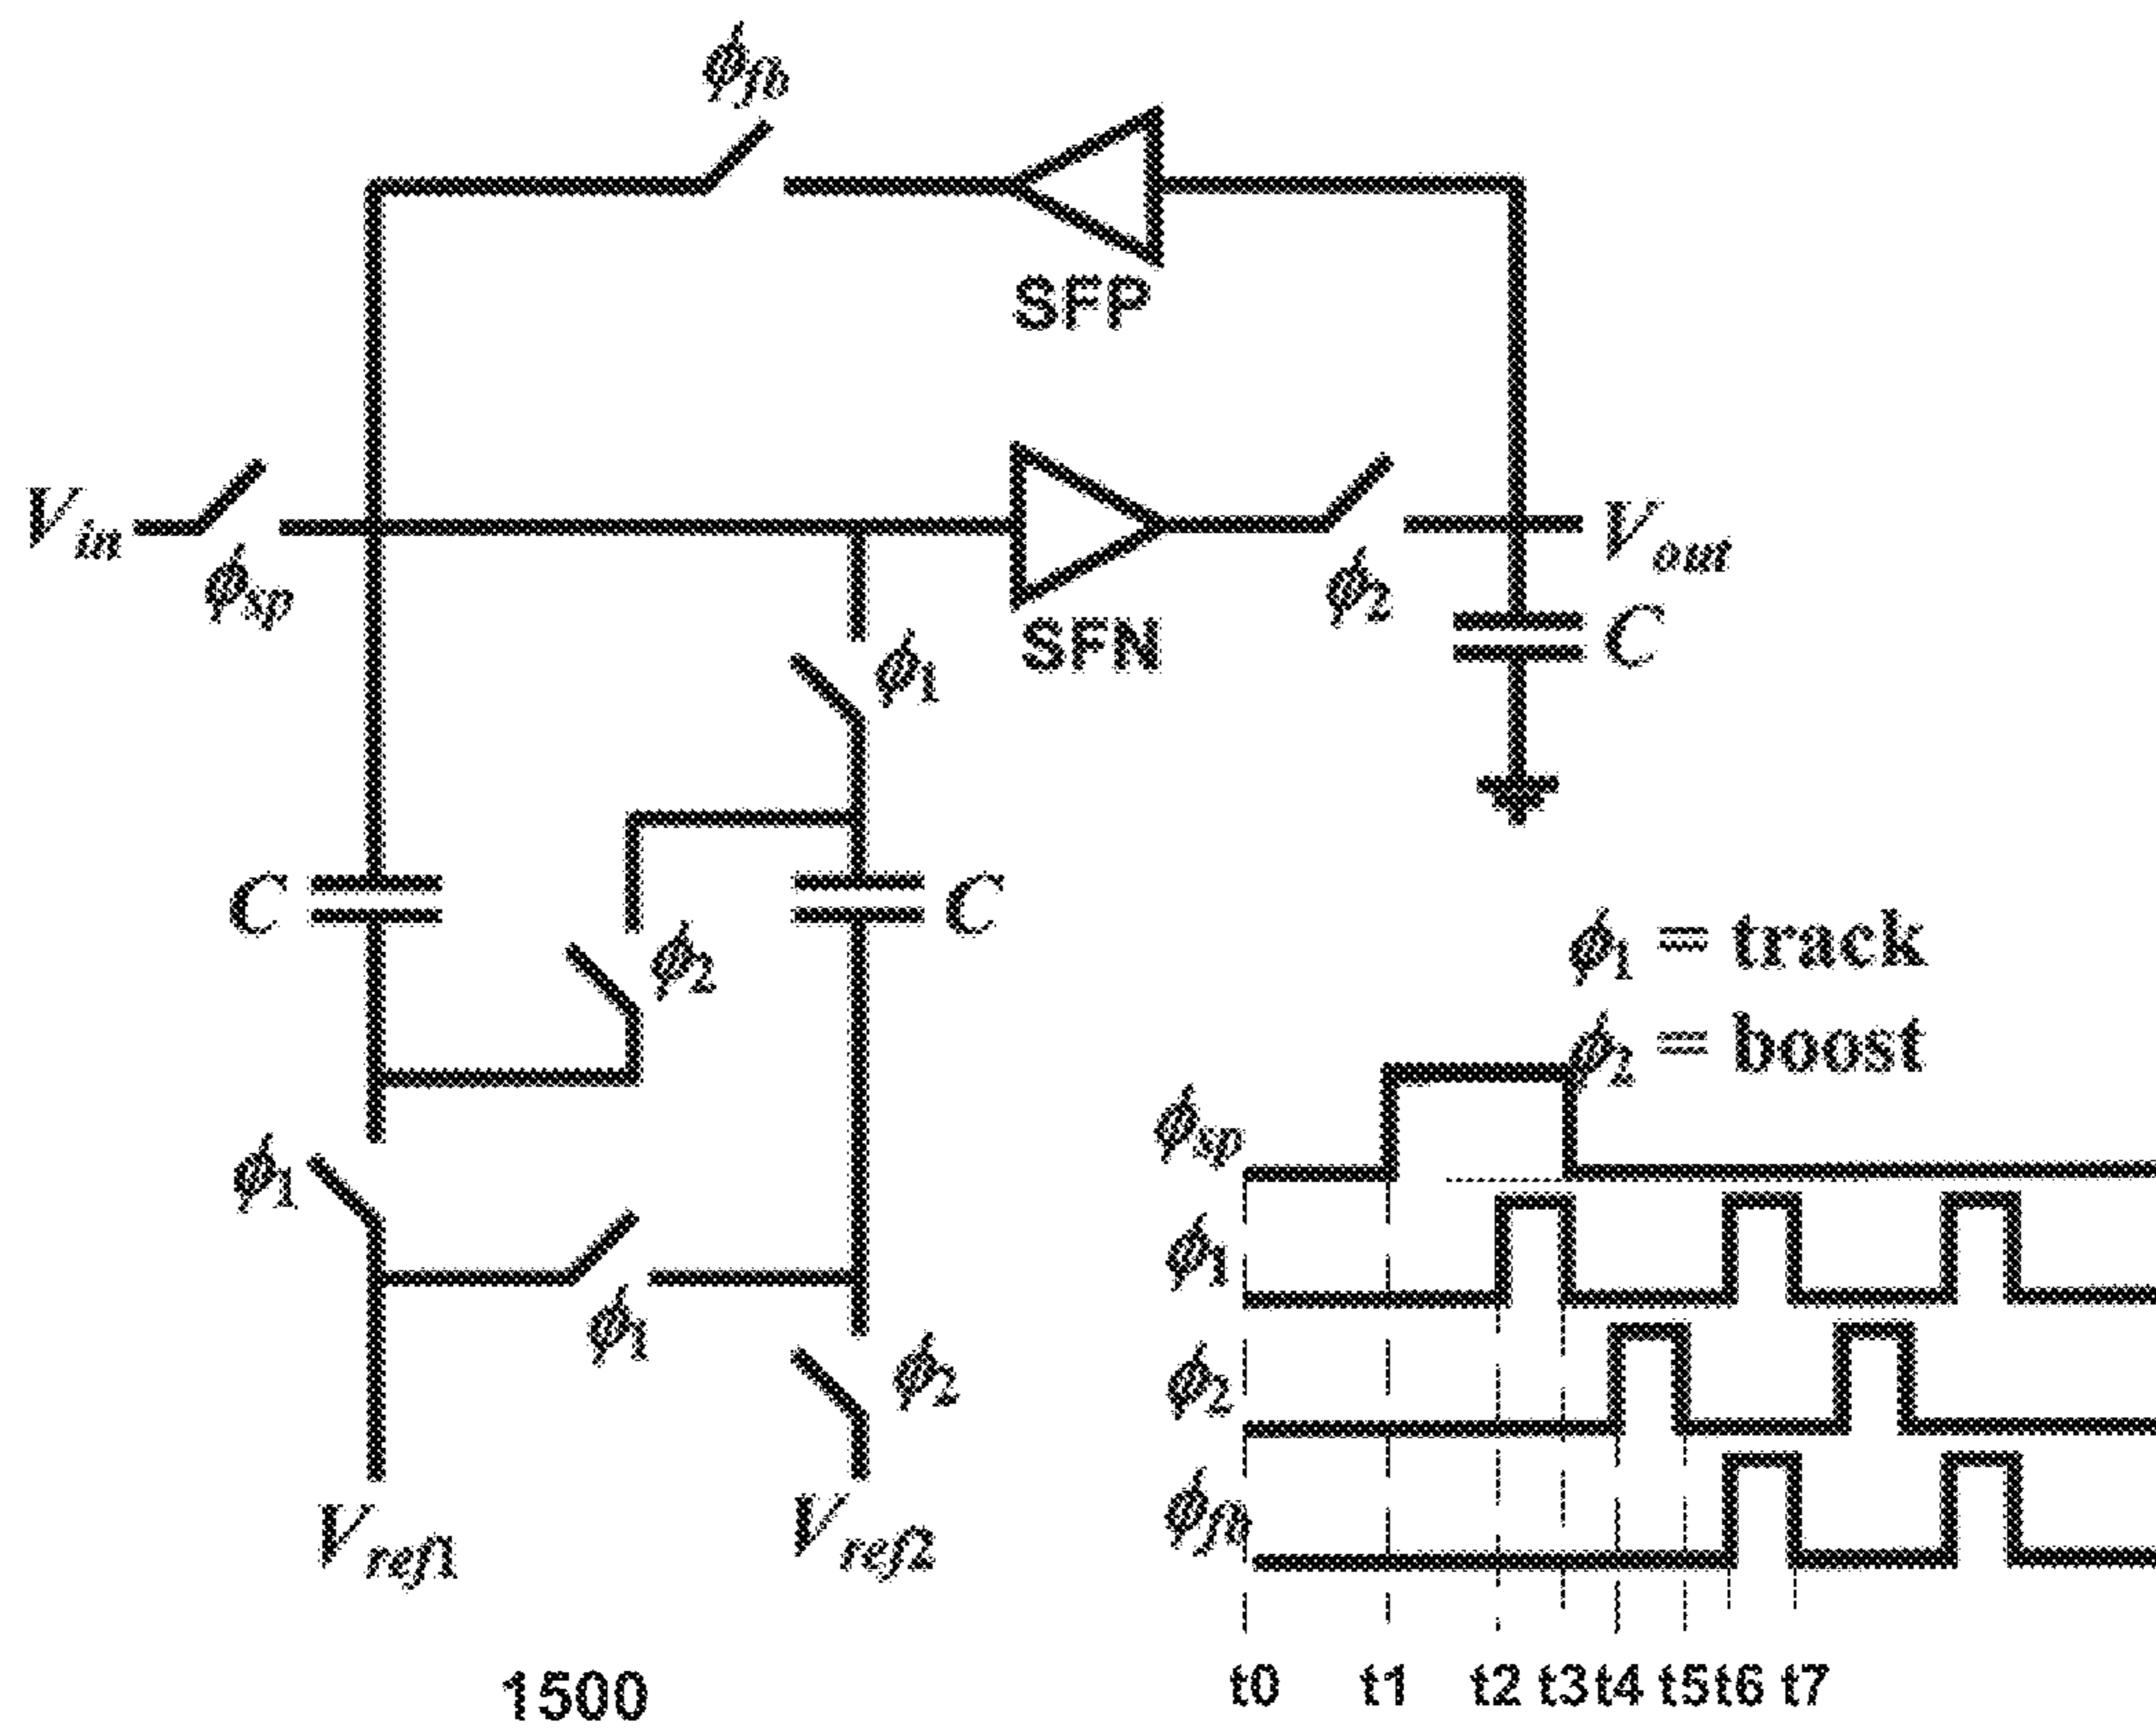 ϕfb
SFP
Vin
ϕsp
SFN
ϕ2
Vout
C
ϕ1
C
ϕ2
C
ϕ1
ϕ1
ϕ2
Vref1
Vref2
1500
ϕ1 = track
ϕ2 = boost
ϕsp
ϕ1
ϕ2
ϕfb
t0 t1 t2 t3 t4 t5 t6 t7